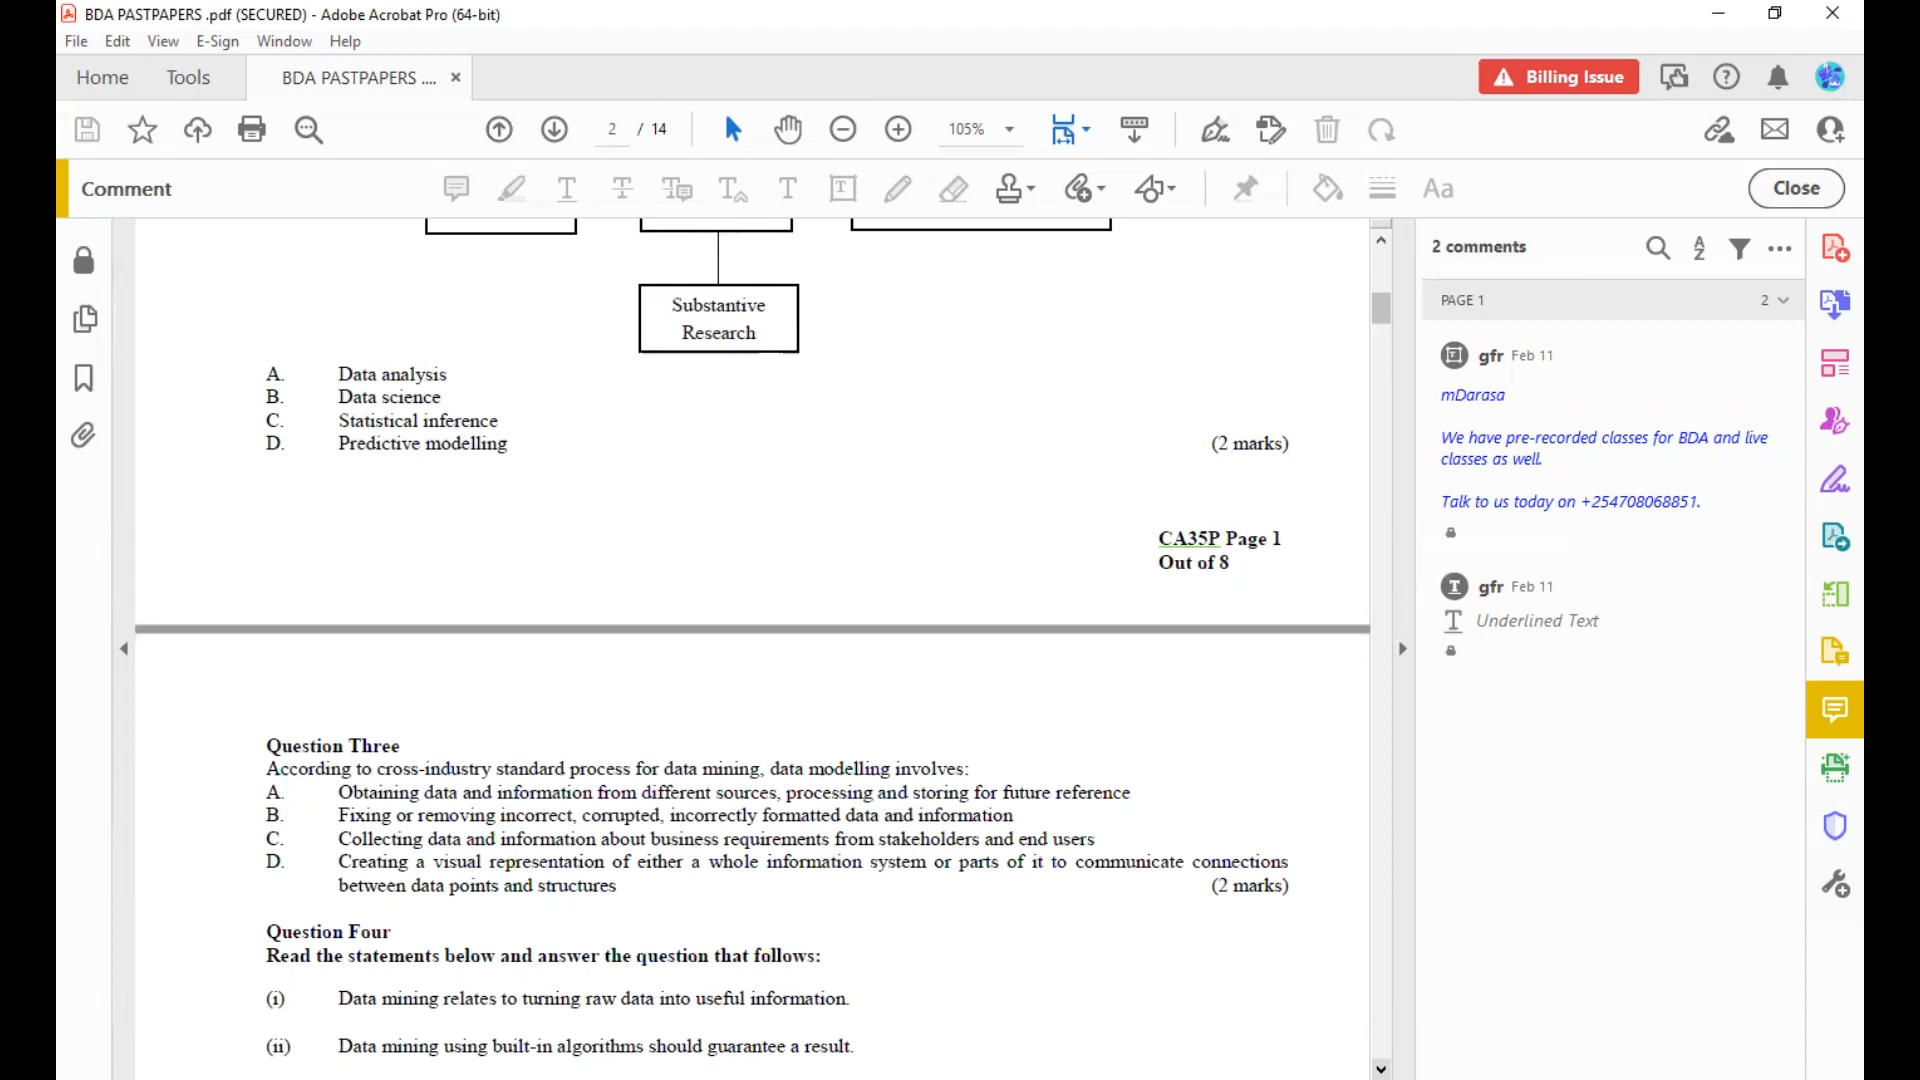 BDA PASTPAPERS .pdf (SECURED) - Adobe Acrobat Pro (64-bit)
File Edit View E-Sign Window Help
Home Tools BDA PASTPAPERS .... × Billing Issue
2 / 14 105%
Comment Close
Substantive
Research
A. Data analysis
B. Data science
C. Statistical inference
D. Predictive modelling (2 marks)
CA35P Page 1
Out of 8
Question Three
According to cross-industry standard process for data mining, data modelling involves:
A. Obtaining data and information from different sources, processing and storing for future reference
B. Fixing or removing incorrect, corrupted, incorrectly formatted data and information
C. Collecting data and information about business requirements from stakeholders and end users
D. Creating a visual representation of either a whole information system or parts of it to communicate connections
between data points and structures (2 marks)
Question Four
Read the statements below and answer the question that follows:
(i) Data mining relates to turning raw data into useful information.
(ii) Data mining using built-in algorithms should guarantee a result.
2 comments
PAGE 1 2
gfr Feb 11
mDarasa
We have pre-recorded classes for BDA and live
classes as well.
Talk to us today on +254708068851.
gfr Feb 11
Underlined Text